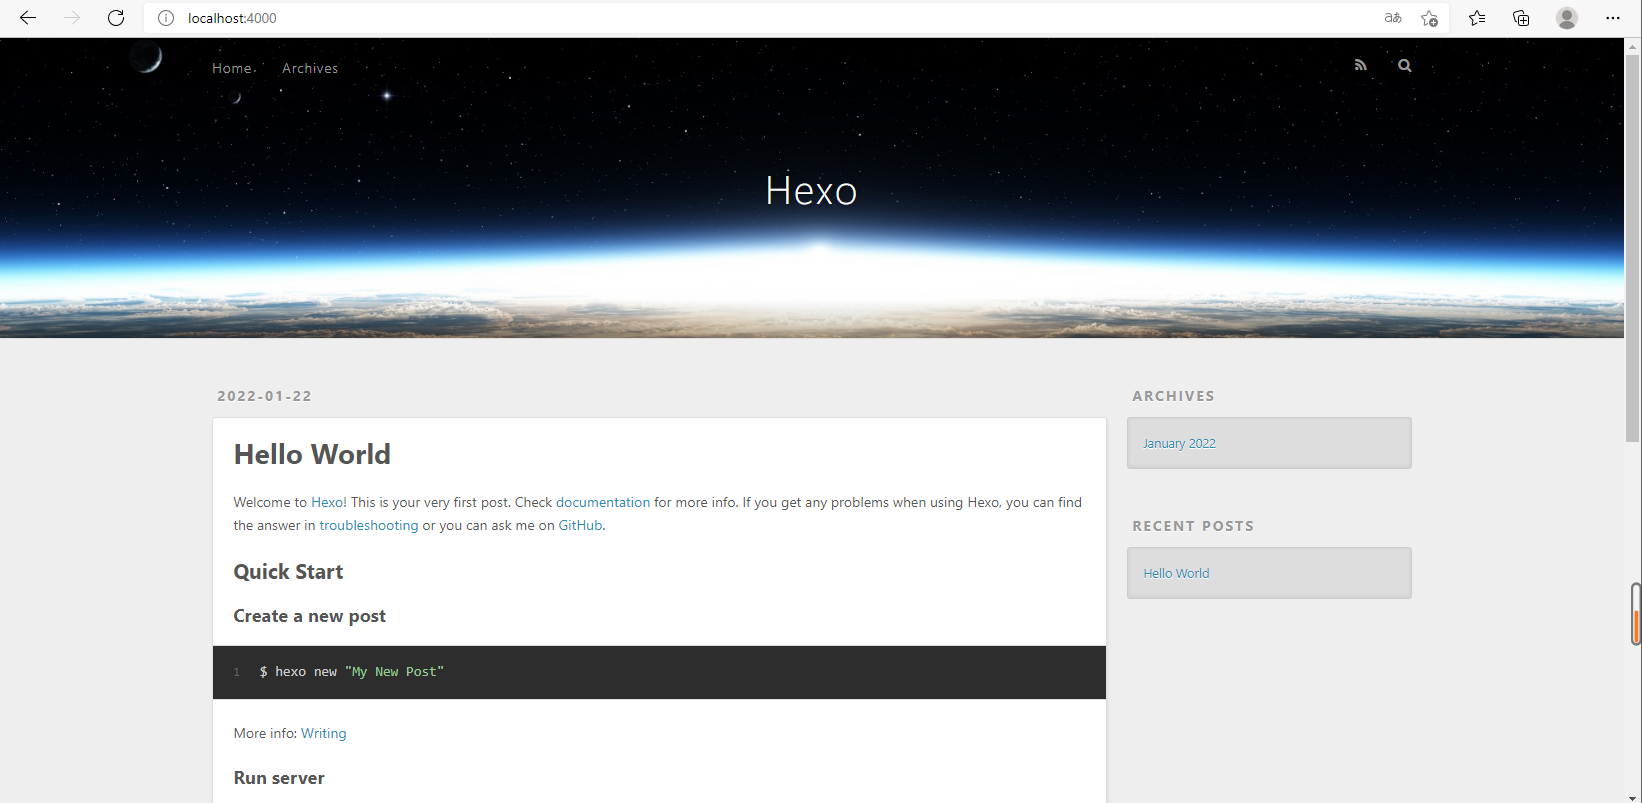 localhost:4000
Home
Archives
Hexo
2022-01-22
Hello World
Welcome to Hexo! This is your very first post. Check documentation for more info. If you get any problems when using Hexo, you can find
the answer in troubleshooting or you can ask me on GitHub.
Quick Start
Create a new post
1 $ hexo new "My New Post"
More info: Writing
Run server
ARCHIVES
January 2022
RECENT POSTS
Hello World